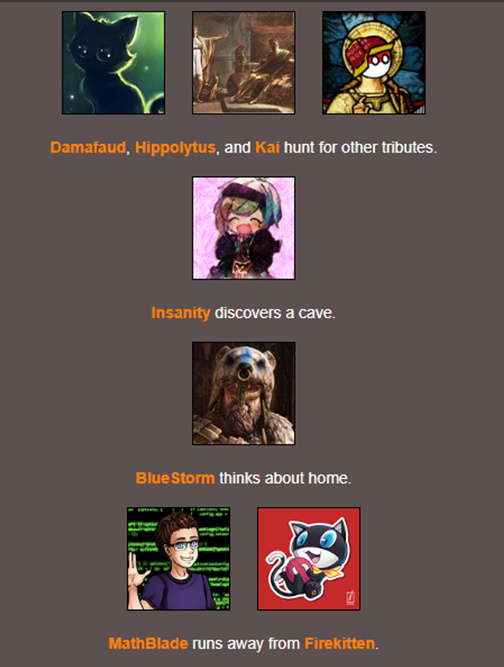 Damafaud, Hippolytus, and Kai hunt for other tributes.
Insanity discovers a cave.
BlueStorm thinks about home.
MathBlade runs away from Firekitten.